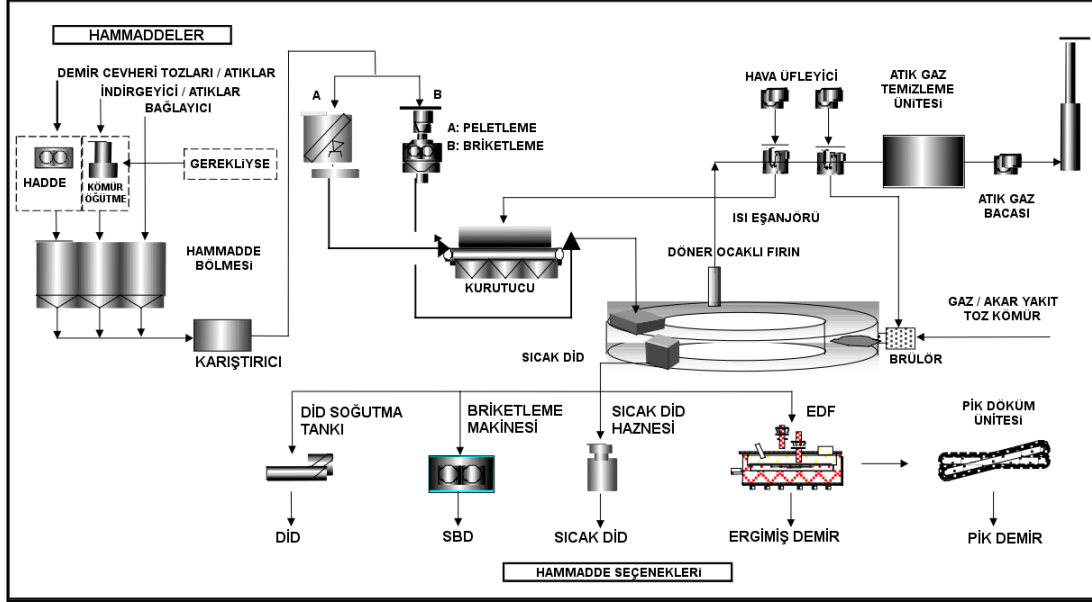 HAMMADDELER
DEMİR CEVHERİ TOZLARI / ATIKLAR
İNDİRGEYİCİ / ATIKLAR
BAĞLAYICI
HADDE
KÖMÜR
ÖĞÜTME
GEREKLİYSE
HAMMADDE
BÖLMESİ
KARIŞTIRICI
A
B
A: PELETLEME
B: BRİKETLEME
KURUTUCU
HAVA ÜFLEYİCİ
ATIK GAZ
TEMİZLEME
ÜNİTESİ
ATIK GAZ
BACASI
ISI EŞANJÖRÜ
DÖNER OCAKLI FIRIN
GAZ / AKAR YAKIT
TOZ KÖMÜR
BRÜLÖR
SICAK DİD
DİD SOĞUTMA
TANKI
BRİKETLEME
MAKİNESİ
SICAK DİD
HAZNESİ
EDF
PİK DÖKÜM
ÜNİTESİ
DİD
SBD
SICAK DİD
ERGİMİŞ DEMİR
PİK DEMİR
HAMMADDE SEÇENEKLERİ